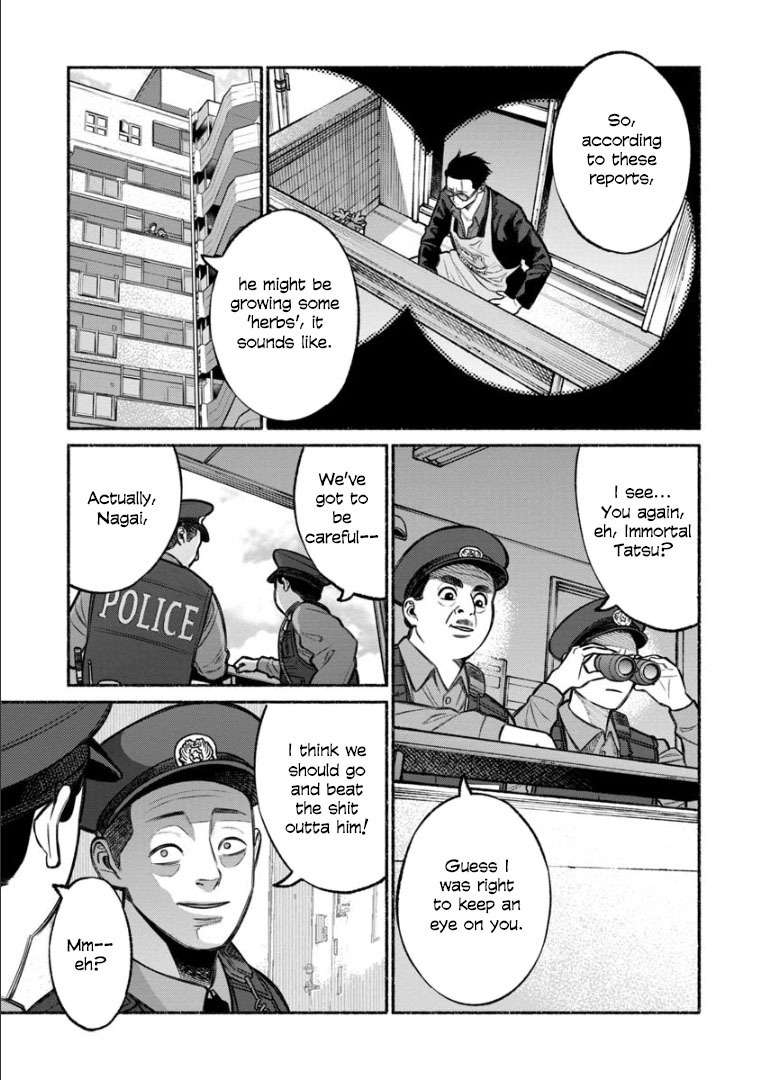 So,
according
to these
reports,
he might be
growing some
'herbs', it
sounds like.
I see...
You again,
eh, Immortal
Tatsu?
Guess I
was right
to keep an
eye on you.
We've
got to
be
careful--
Actually,
Nagai,
POLICE
I think we
should go
and beat
the shit
outta him!
Mm--
eh?